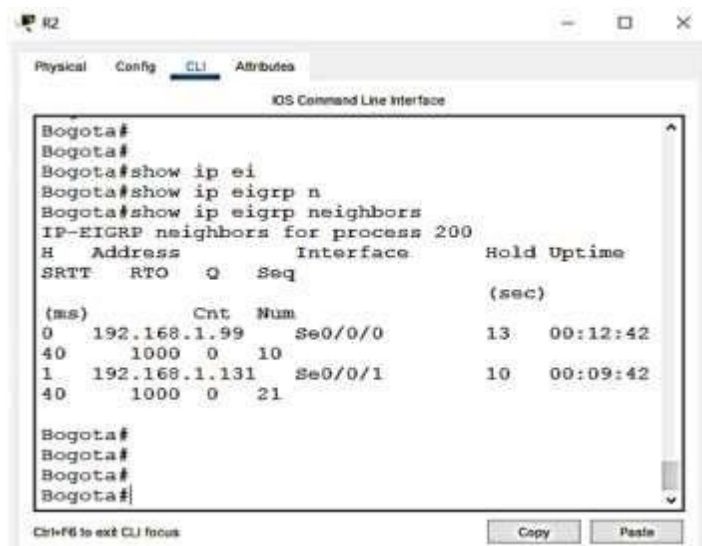 R2
Physical Config CLI Attributes
IOS Command Line Interface
Bogota#
Bogota#
Bogota#show ip ei
Bogota#show ip eigrp n
Bogota#show ip eigrp neighbors
IP-EIGRP neighbors for process 200
H Address Interface Hold Uptime
SRTT RTO Q Seq
(sec)
(ms) Cnt Num
0 192.168.1.99 Se0/0/0 13 00:12:42
40 1000 0 10
1 192.168.1.131 Se0/0/1 10 00:09:42
40 1000 0 21
Bogota#
Bogota#
Bogota#
Bogota#
Ctrl+F6 to exit CLI focus
Copy Paste